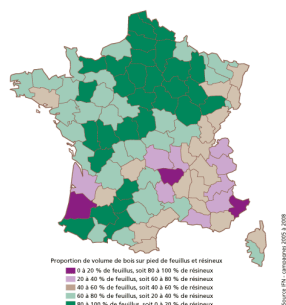 Proportion de volume de bois sur pied de feuillus et résineux
0 à 20 % de feuillus, soit 80 à 100 % de résineux
20 à 40 % de feuillus, soit 60 à 80 % de résineux
40 à 60 % de feuillus, soit 40 à 60 % de résineux
60 à 80 % de feuillus, soit 20 à 40 % de résineux
80 à 100 % de feuillus, soit 0 à 20 % de résineux
Source IFN : campagnes 2005 à 2008